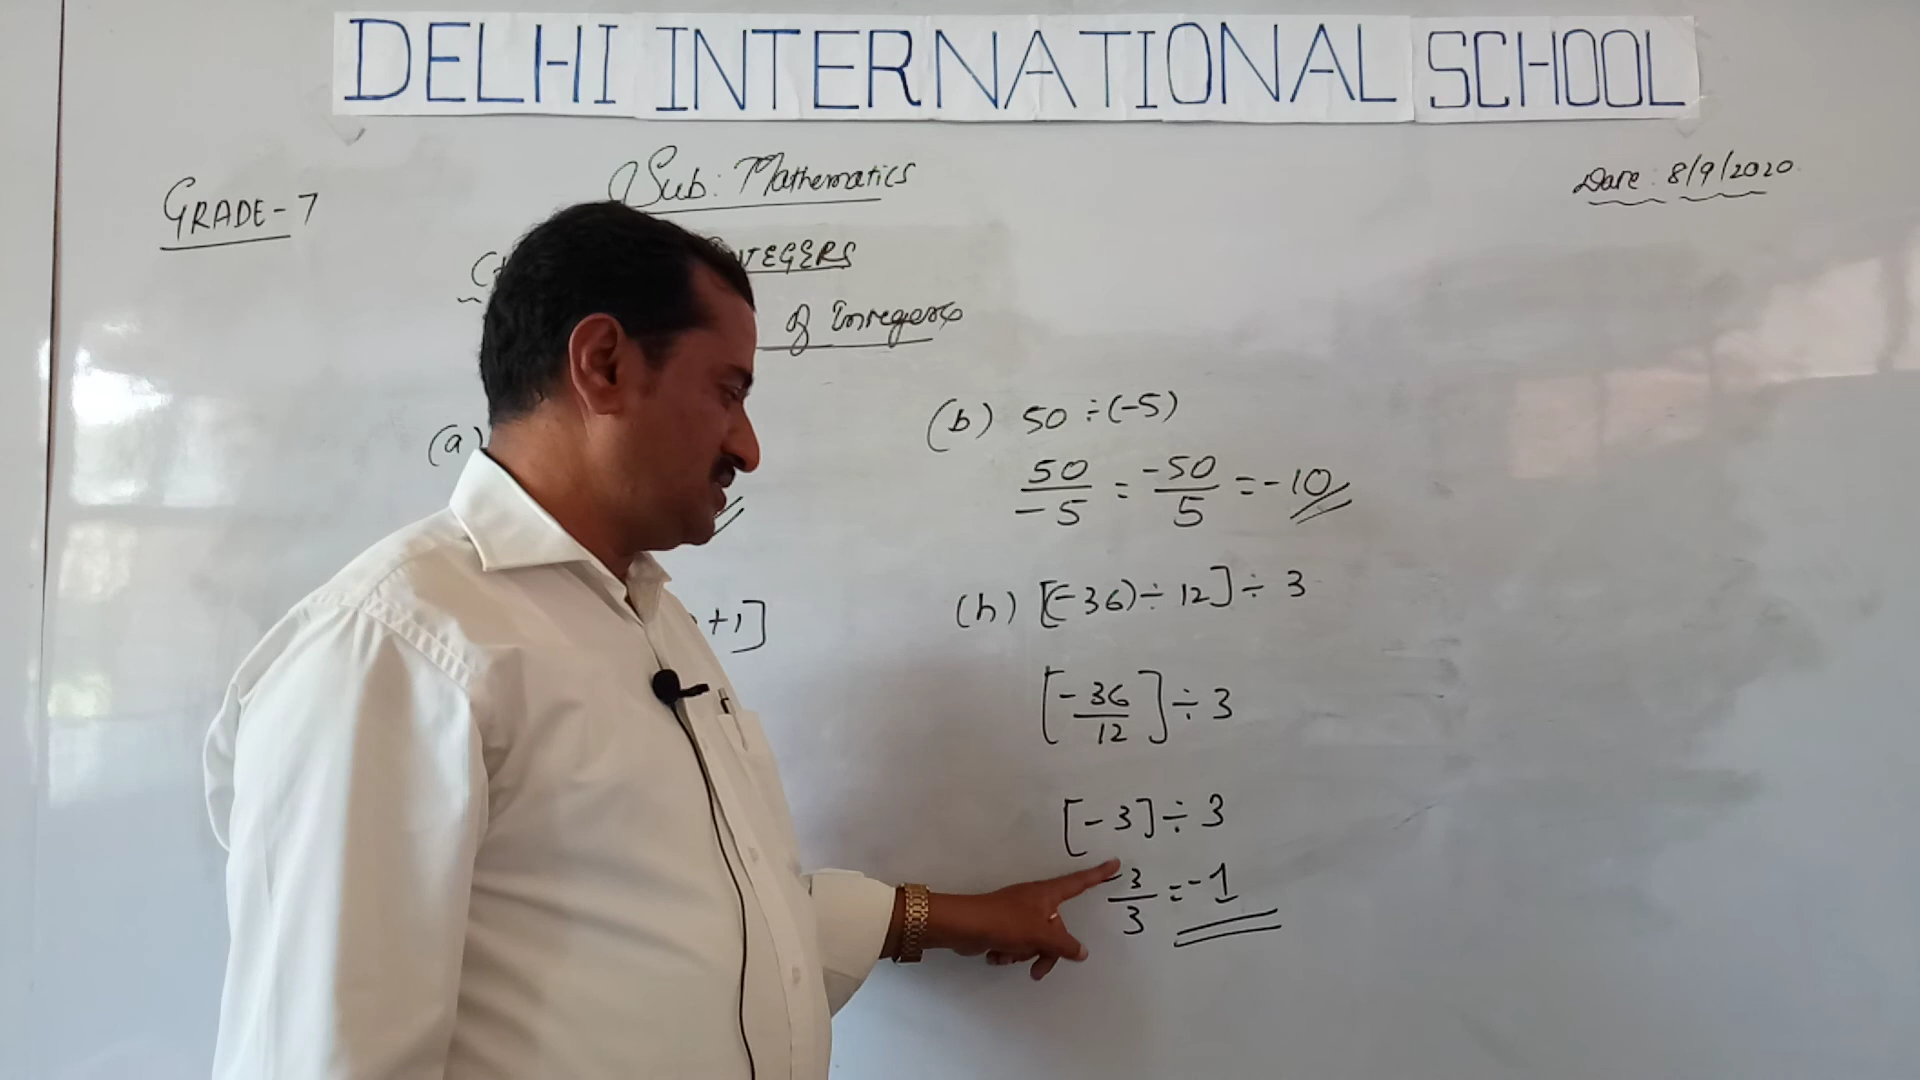 DELHI INTERNATIONAL SCHOOL
GRADE-7
Sub: Mathematics
Date: 8/9/2020
of Integers
(a)
+1]
(b) 50 ÷ (-5)
50/-5 = -50/5 = -10
(h) [(-36) ÷ 12] ÷ 3
[-36/12] ÷ 3
[-3] ÷ 3
-3/3 = -1